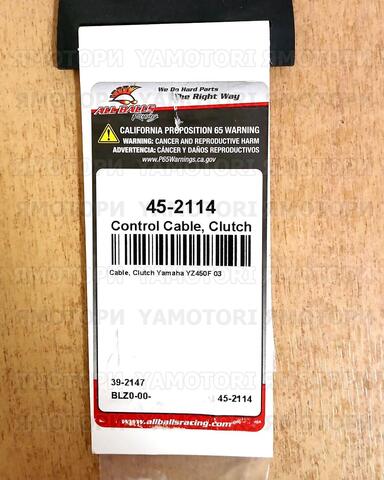 We Do Hard Parts
The Right Way
ALL BALLS
Racing
CALIFORNIA PROPOSITION 65 WARNING
WARNING: CANCER AND REPRODUCTIVE HARM
ADVERTENCIA: CÁNCER Y DAÑOS REPRODUCTIVOS
www.P65Warnings.ca.gov
45-2114
Control Cable, Clutch
Cable, Clutch Yamaha YZ450F 03
39-2147
BLZ0-00-
45-2114
www.allballsracing.com
ЯМОТОРИ YAMOTORI ЯМОТОРИ